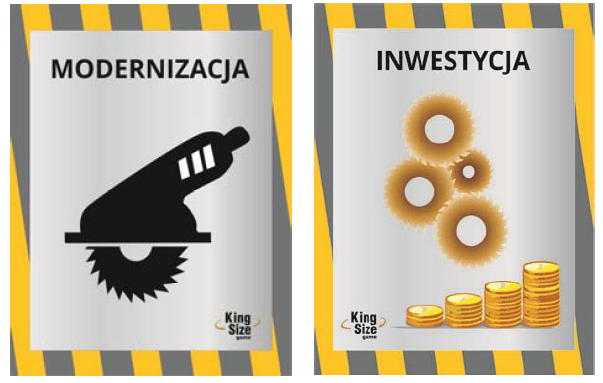 MODERNIZACJA
King
Size
game
INWESTYCJA
King
Size
game